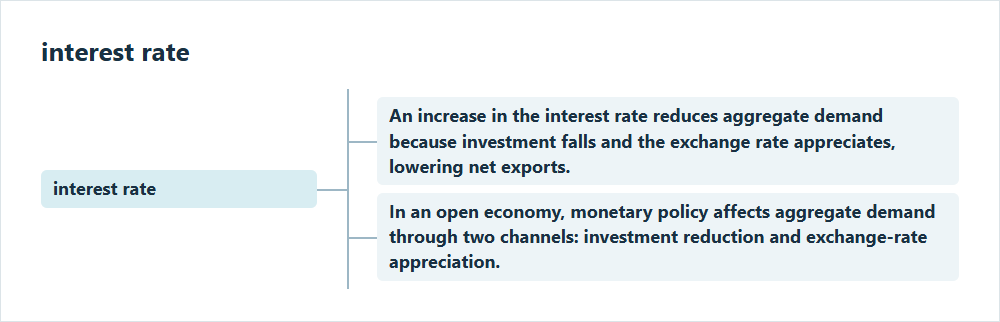 interest rate
interest rate
An increase in the interest rate reduces aggregate demand
because investment falls and the exchange rate appreciates,
lowering net exports.
In an open economy, monetary policy affects aggregate demand
through two channels: investment reduction and exchange-rate
appreciation.